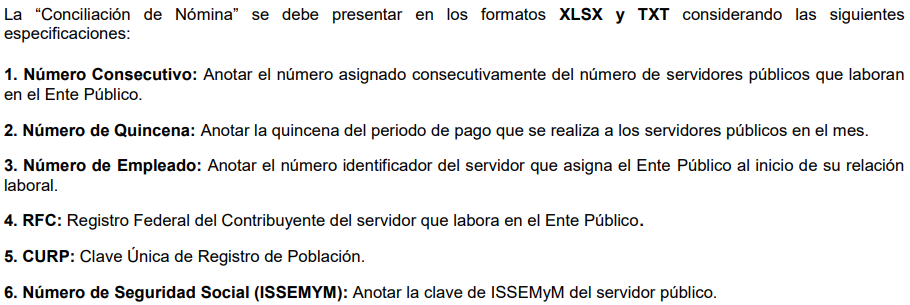 La “Conciliación de Nómina” se debe presentar en los formatos XLSX y TXT considerando las siguientes
especificaciones:
1. Número Consecutivo: Anotar el número asignado consecutivamente del número de servidores públicos que laboran
en el Ente Público.
2. Número de Quincena: Anotar la quincena del periodo de pago que se realiza a los servidores públicos en el mes.
3. Número de Empleado: Anotar el número identificador del servidor que asigna el Ente Público al inicio de su relación
laboral.
4. RFC: Registro Federal del Contribuyente del servidor que labora en el Ente Público.
5. CURP: Clave Única de Registro de Población.
6. Número de Seguridad Social (ISSEMYM): Anotar la clave de ISSEMyM del servidor público.